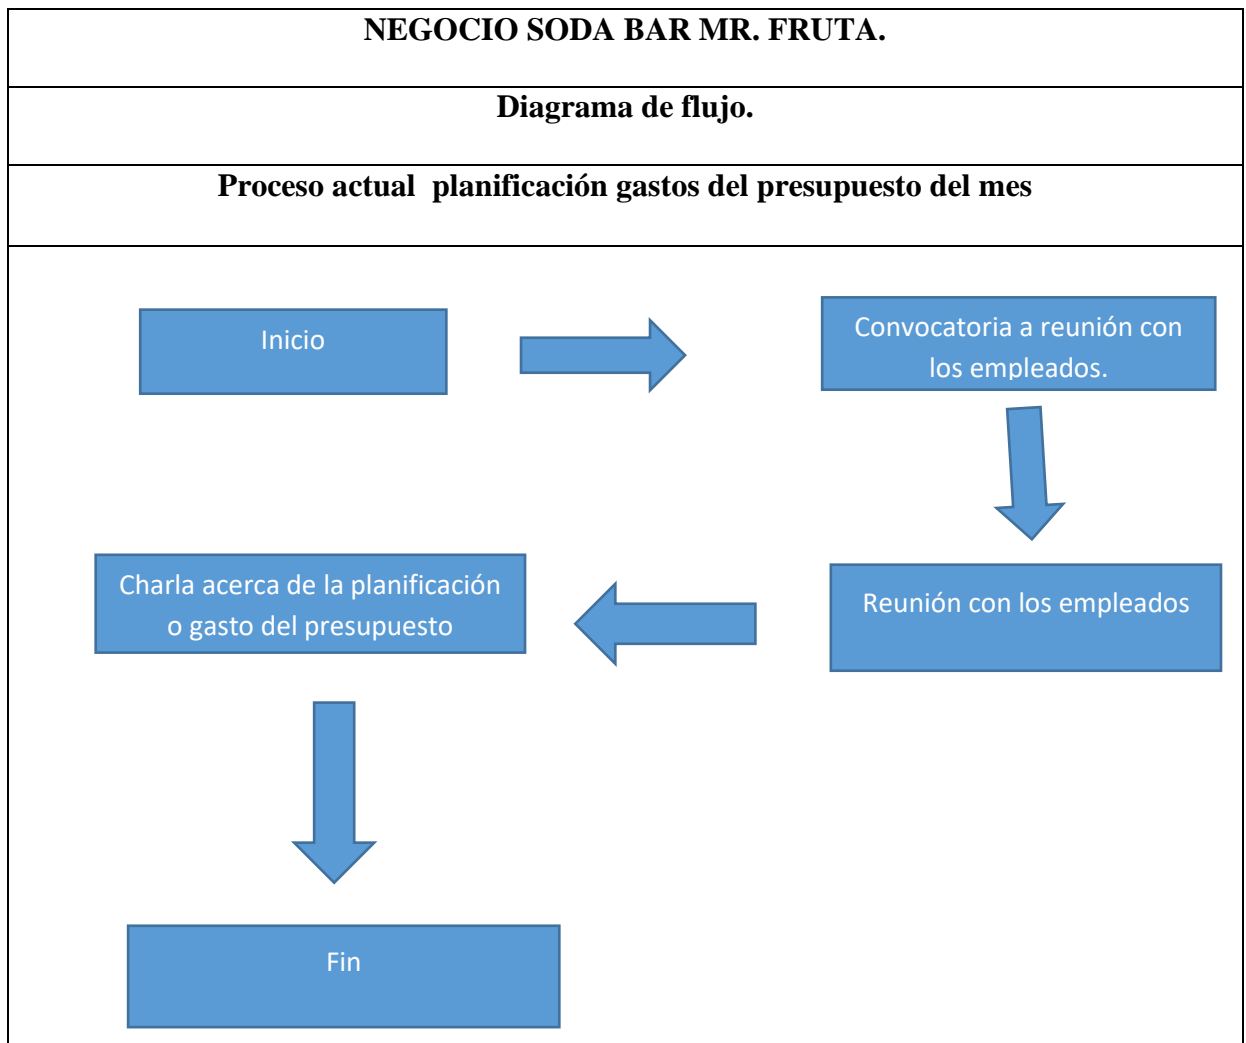 NEGOCIO SODA BAR MR. FRUTA.
Diagrama de flujo.
Proceso actual planificación gastos del presupuesto del mes
Inicio
Convocatoria a reunión con
los empleados.
Reunión con los empleados
Charla acerca de la planificación
o gasto del presupuesto
Fin